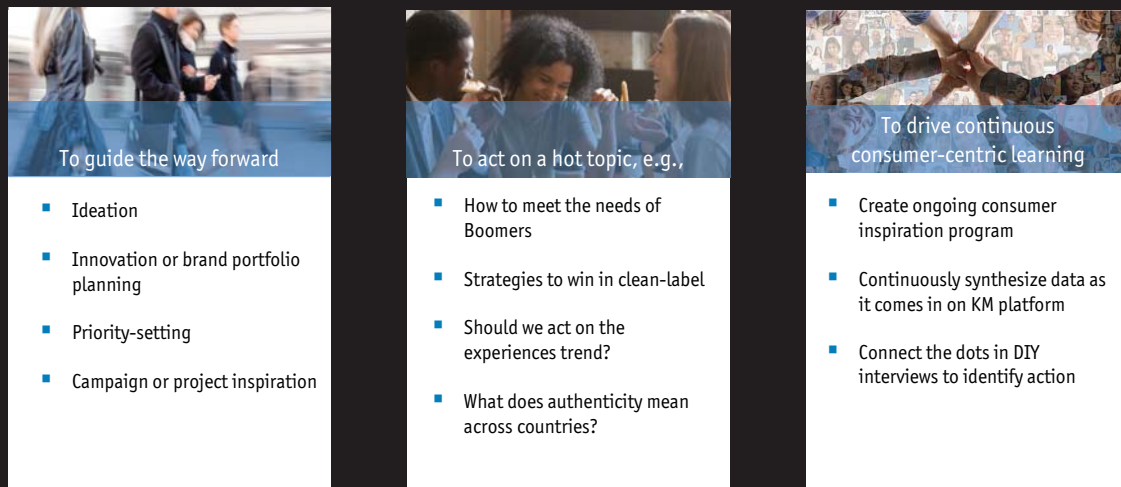 To guide the way forward
▪ Ideation
▪ Innovation or brand portfolio
planning
▪ Priority-setting
▪ Campaign or project inspiration
To act on a hot topic, e.g.,
▪ How to meet the needs of
Boomers
▪ Strategies to win in clean-label
▪ Should we act on the
experiences trend?
▪ What does authenticity mean
across countries?
To drive continuous
consumer-centric learning
▪ Create ongoing consumer
inspiration program
▪ Continuously synthesize data as
it comes in on KM platform
▪ Connect the dots in DIY
interviews to identify action